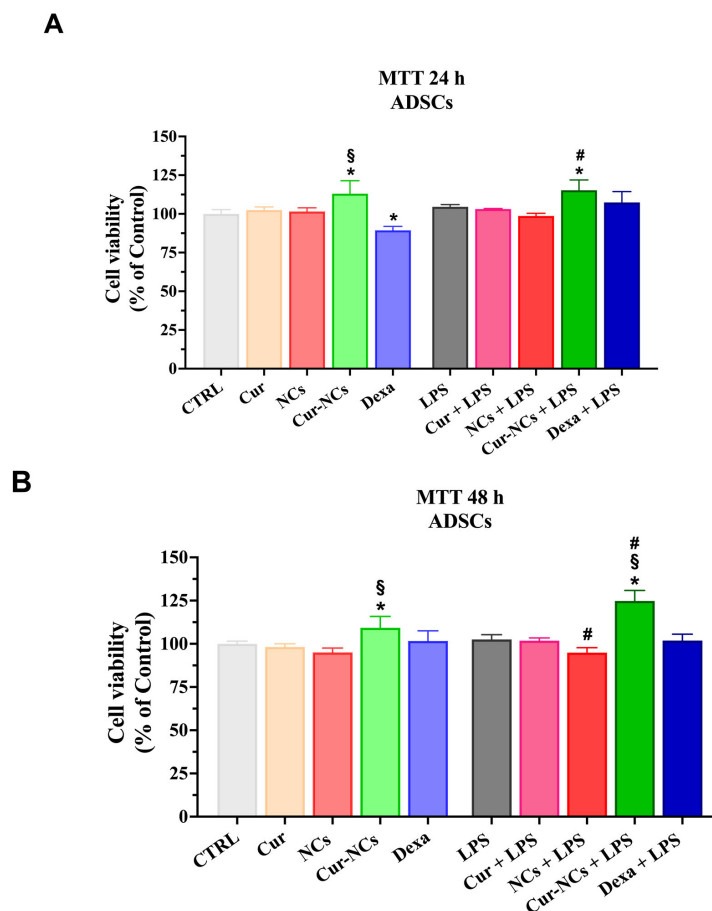 A
MTT 24 h
ADSCs
Cell viability
(% of Control)
150
125
100
75
50
25
0
§
*
*
#
*
CTRL
Cur
NCs
Cur-NCs
Dexa
LPS
Cur + LPS
NCs + LPS
Cur-NCs + LPS
Dexa + LPS
B
MTT 48 h
ADSCs
Cell viability
(% of Control)
150
125
100
75
50
25
0
§
*
#
#
§
*
CTRL
Cur
NCs
Cur-NCs
Dexa
LPS
Cur + LPS
NCs + LPS
Cur-NCs + LPS
Dexa + LPS